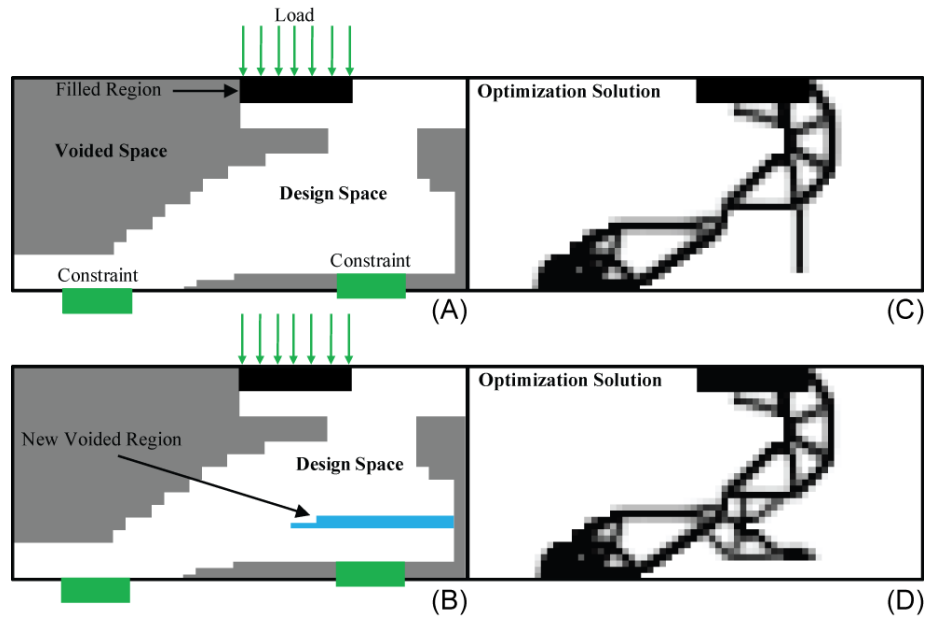 Load
Filled Region
Optimization Solution
Voided Space
Design Space
Constraint
Constraint
(A)
(C)
Optimization Solution
New Voided Region
Design Space
(B)
(D)